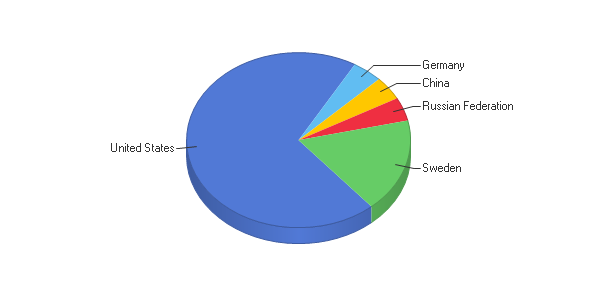 Germany
China
Russian Federation
United States
Sweden